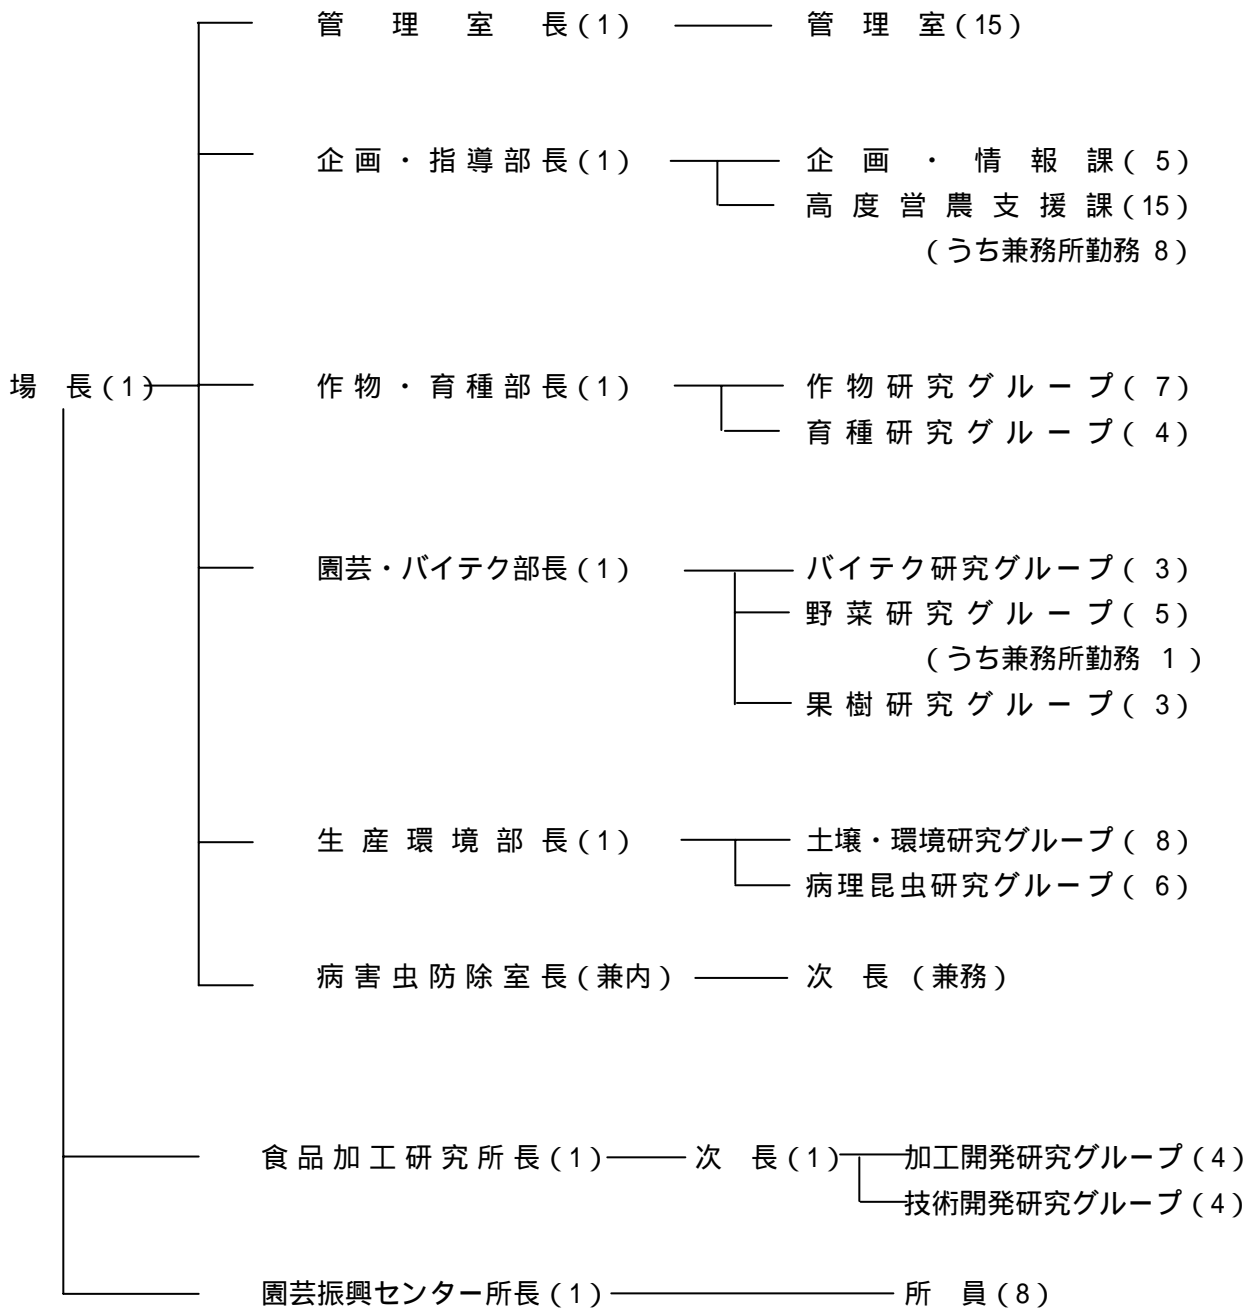 管理室長(1) 管理室(15)
企画・指導部長(1) 企画・情報課( 5)
高度営農支援課(15)
(うち兼務所勤務 8)
場 長(1) 作物・育種部長(1) 作物研究グループ( 7)
育種研究グループ( 4)
園芸・バイテク部長(1) バイテク研究グループ( 3)
野菜研究グループ( 5)
(うち兼務所勤務 1)
果樹研究グループ( 3)
生産環境部長(1) 土壌・環境研究グループ( 8)
病理昆虫研究グループ( 6)
病害虫防除室長(兼内) 次 長 (兼務)
食品加工研究所長(1) 次 長(1) 加工開発研究グループ(4)
技術開発研究グループ(4)
園芸振興センター所長(1) 所 員(8)